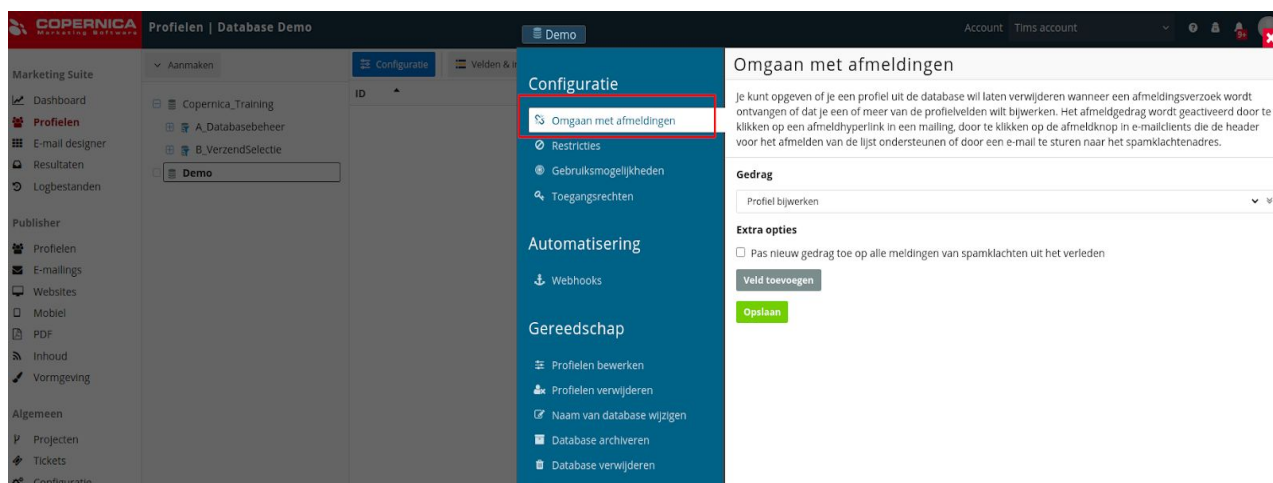 COPERNICA
Marketing Software
Profielen | Database Demo
Demo
Account Tims account
9+
Marketing Suite
Dashboard
Profielen
E-mail designer
Resultaten
Logbestanden
Publisher
Profielen
E-mailings
Websites
Mobiel
PDF
Inhoud
Vormgeving
Algemeen
Projecten
Tickets
Configuratie
Aanmaken
Copernica_Training
A_Databasebeheer
B_VerzendSelectie
Demo
Configuratie
Velden & in
ID
Configuratie
Omgaan met afmeldingen
Restricties
Gebruiksmogelijkheden
Toegangsrechten
Automatisering
Webhooks
Gereedschap
Profielen bewerken
Profielen verwijderen
Naam van database wijzigen
Database archiveren
Database verwijderen
Omgaan met afmeldingen
Je kunt opgeven of je een profiel uit de database wil laten verwijderen wanneer een afmeldingsverzoek wordt
ontvangen of dat je een of meer van de profielvelden wilt bijwerken. Het afmeldgedrag wordt geactiveerd door te
klikken op een afmeldhyperlink in een mailing, door te klikken op de afmeldknop in e-mailclients die de header
voor het afmelden van de lijst ondersteunen of door een e-mail te sturen naar het spamklachtenadres.
Gedrag
Profiel bijwerken
Extra opties
Pas nieuw gedrag toe op alle meldingen van spamklachten uit het verleden
Veld toevoegen
Opslaan